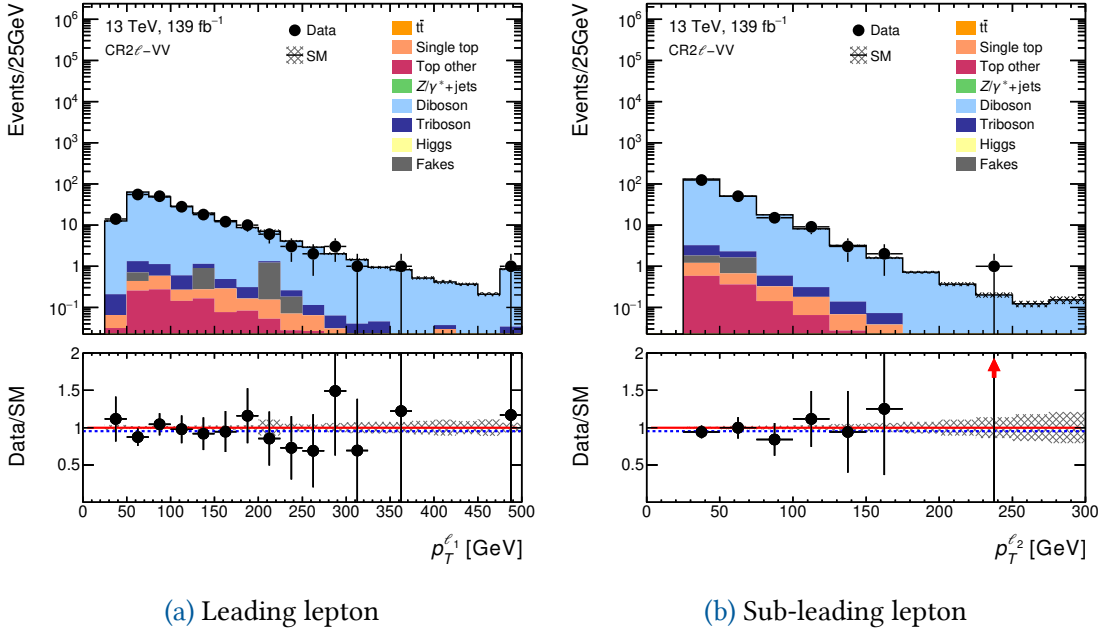 13 TeV, 139 fb⁻¹
CR2ℓ−VV
Data
SM
tt̄
Single top
Top other
Z/γ*+jets
Diboson
Triboson
Higgs
Fakes
Events/25GeV
10⁶
10⁵
10⁴
10³
10²
10
1
10⁻¹
Data/SM
2
1.5
1
0.5
0 50 100 150 200 250 300 350 400 450 500
p_T^ℓ₁ [GeV]
(a) Leading lepton
13 TeV, 139 fb⁻¹
CR2ℓ−VV
Data
SM
tt̄
Single top
Top other
Z/γ*+jets
Diboson
Triboson
Higgs
Fakes
Events/25GeV
10⁶
10⁵
10⁴
10³
10²
10
1
10⁻¹
Data/SM
2
1.5
1
0.5
0 50 100 150 200 250 300
p_T^ℓ₂ [GeV]
(b) Sub-leading lepton